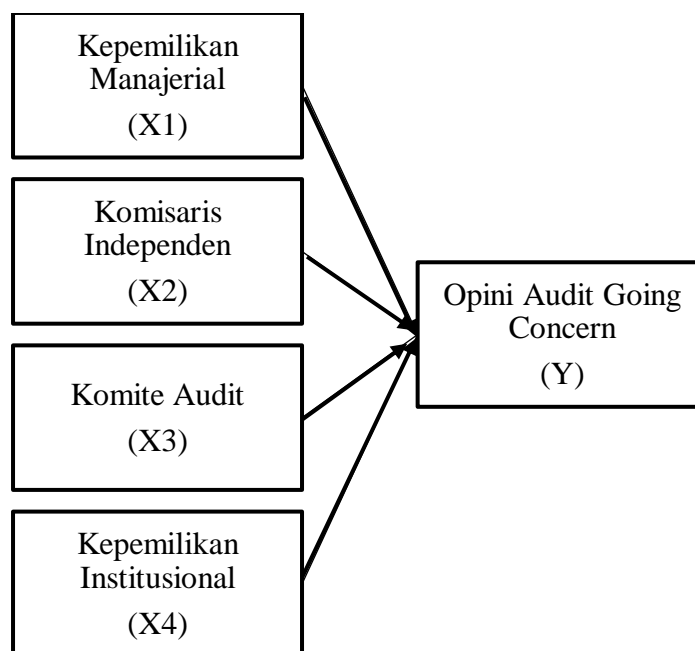 Kepemilikan
Manajerial
(X1)
Komisaris
Independen
(X2)
Komite Audit
(X3)
Kepemilikan
Institusional
(X4)
Opini Audit Going
Concern
(Y)